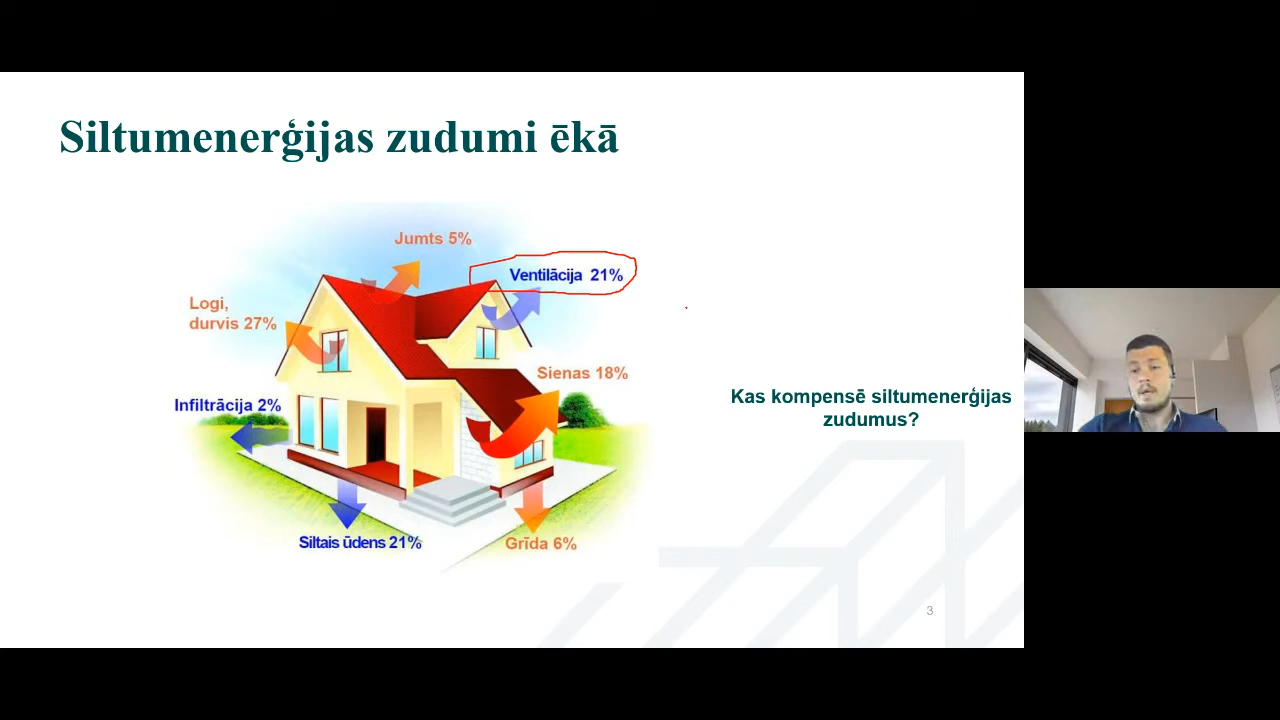 Siltumenerģijas zudumi ēkā
Jumts 5%
Ventilācija 21%
Logi,
durvis 27%
Sienas 18%
Infiltrācija 2%
Kas kompensē siltumenerģijas
zudumus?
Siltais ūdens 21%
Grīda 6%
3